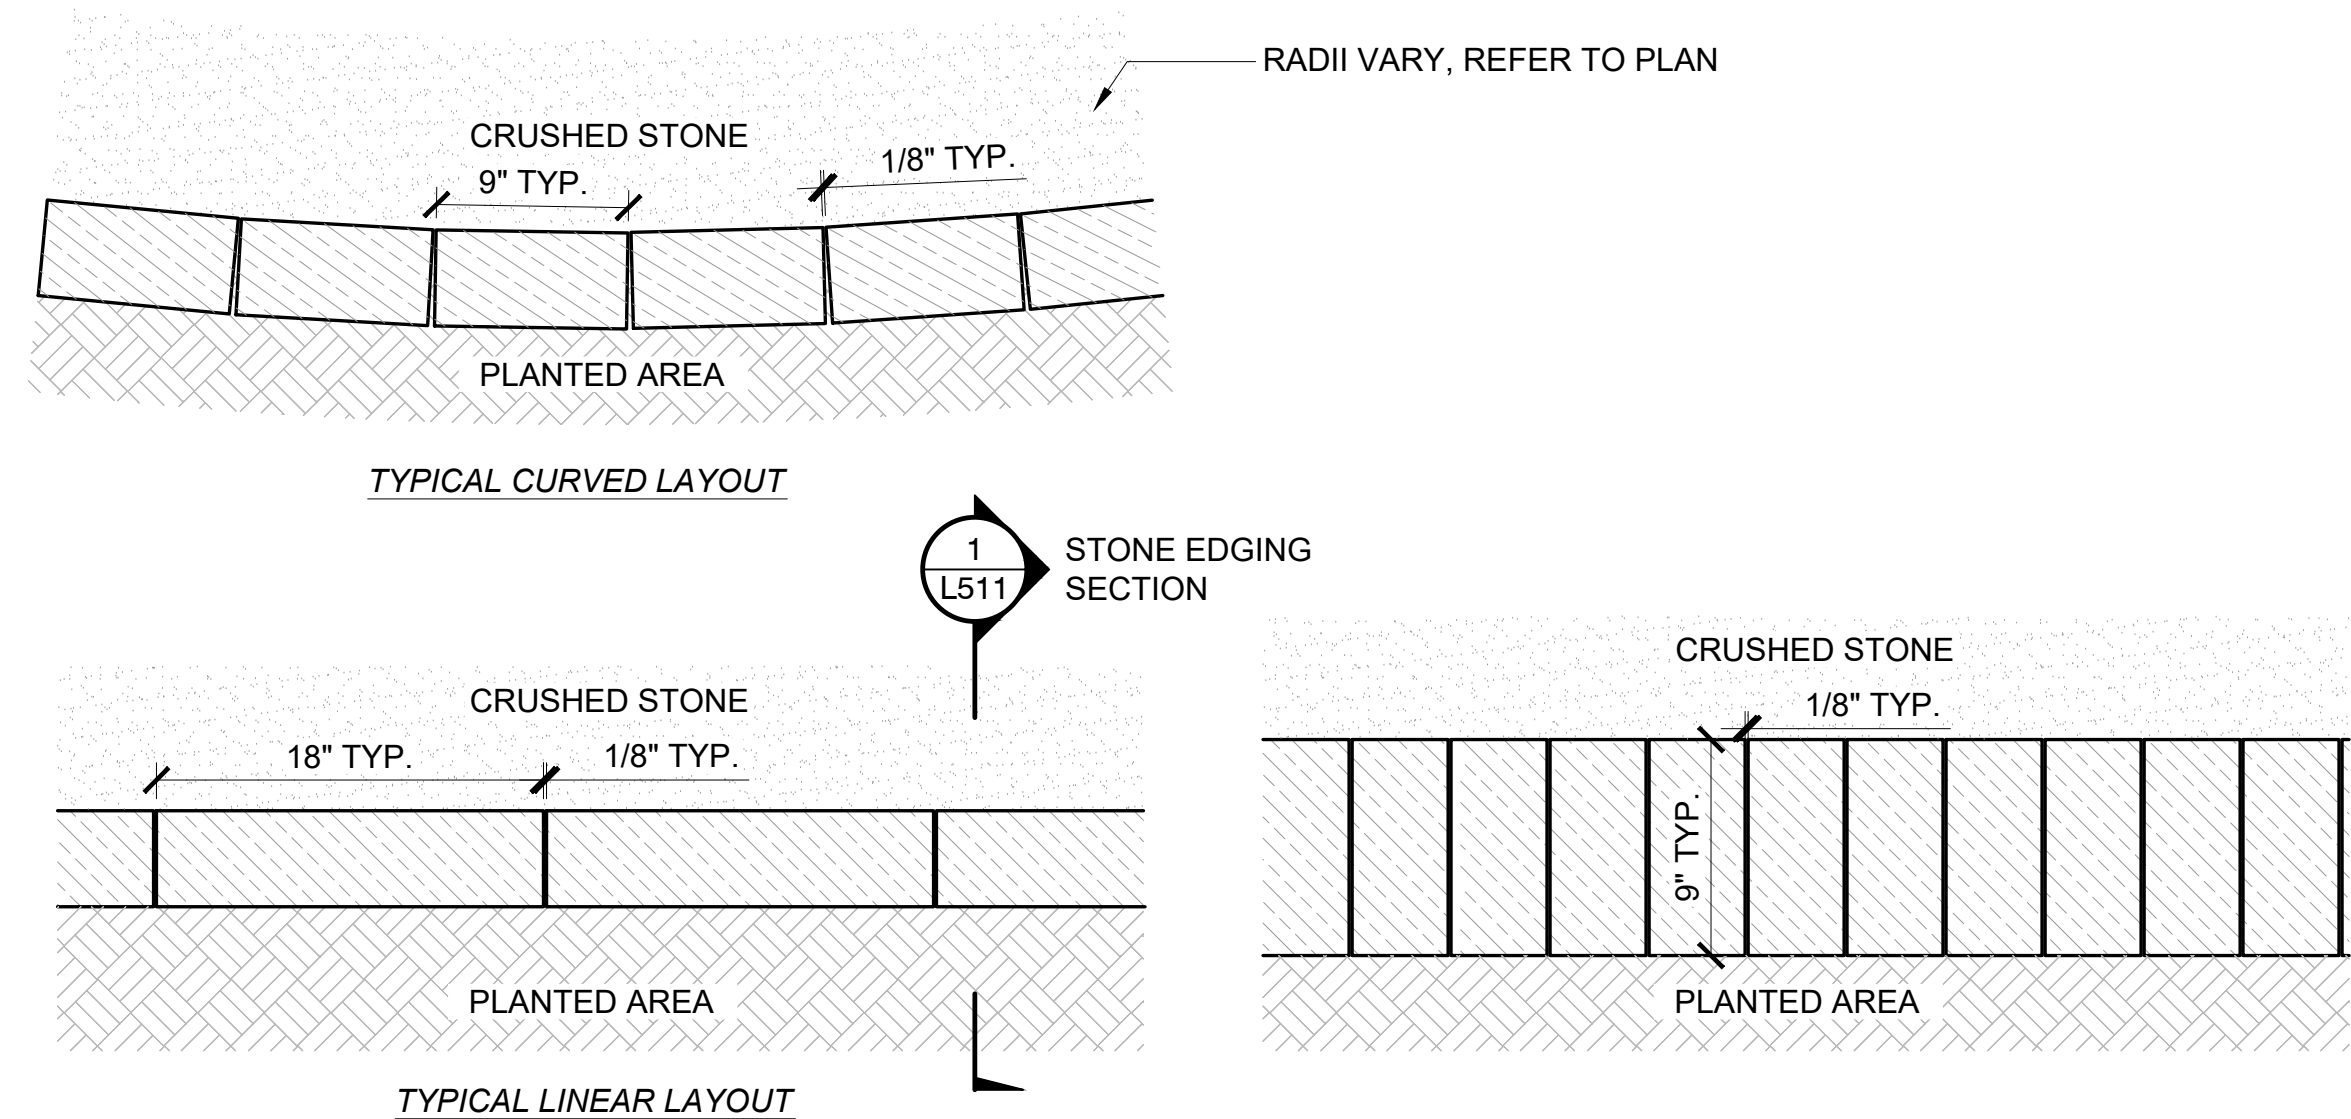 RADII VARY, REFER TO PLAN
CRUSHED STONE
9" TYP.
1/8" TYP.
PLANTED AREA
TYPICAL CURVED LAYOUT
1
L511
STONE EDGING
SECTION
CRUSHED STONE
18" TYP.
1/8" TYP.
PLANTED AREA
TYPICAL LINEAR LAYOUT
CRUSHED STONE
1/8" TYP.
9" TYP.
PLANTED AREA